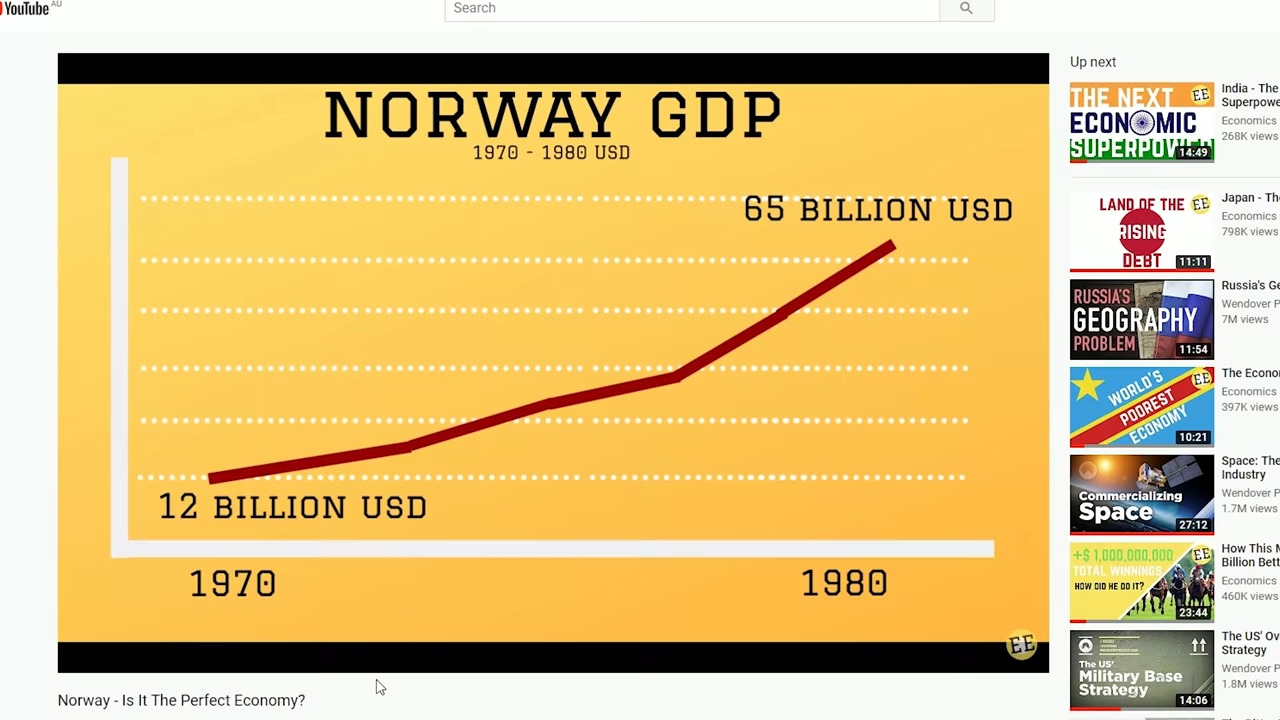 YouTube AU
Search
NORWAY GDP
1970 - 1980 USD
65 BILLION USD
12 BILLION USD
1970
1980
EE
Norway - Is It The Perfect Economy?
Up next
THE NEXT
ECONOMIC
SUPERPOWER
EE
14:49
India - The
Superpowe
Economics
268K views
LAND OF THE
RISING
DEBT
EE
11:11
Japan - The
Economics
798K views
RUSSIA'S
GEOGRAPHY
PROBLEM
11:54
Russia's Ge
Wendover P
7M views
WORLD'S
POOREST
ECONOMY
EE
10:21
The Econo
Economics
397K views
Commercializing
Space
27:12
Space: The
Industry
Wendover P
1.7M views
+$ 1,000,000,000
TOTAL WINNINGS
HOW DID HE DO IT?
EE
23:44
How This M
Billion Bett
Economics
460K views
The US'
Military Base
Strategy
14:06
The US' Ov
Strategy
Wendover P
1.8M views